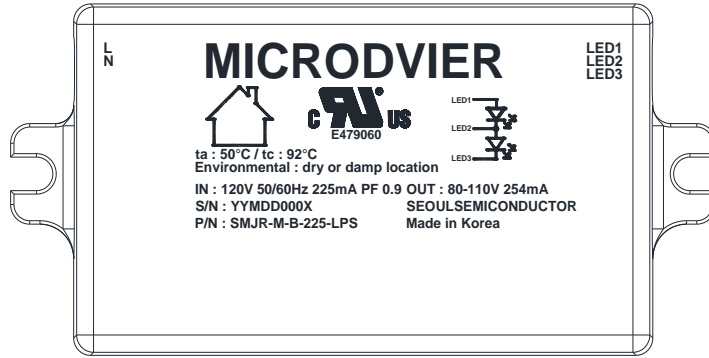 L
N
MICRODVIER
LED1
LED2
LED3
C RU® US
E479060
LED1
LED2
LED3
ta : 50°C / tc : 92°C
Environmental : dry or damp location
IN : 120V 50/60Hz 225mA PF 0.9 OUT : 80-110V 254mA
S/N : YYMDD000X SEOULSEMICONDUCTOR
P/N : SMJR-M-B-225-LPS Made in Korea